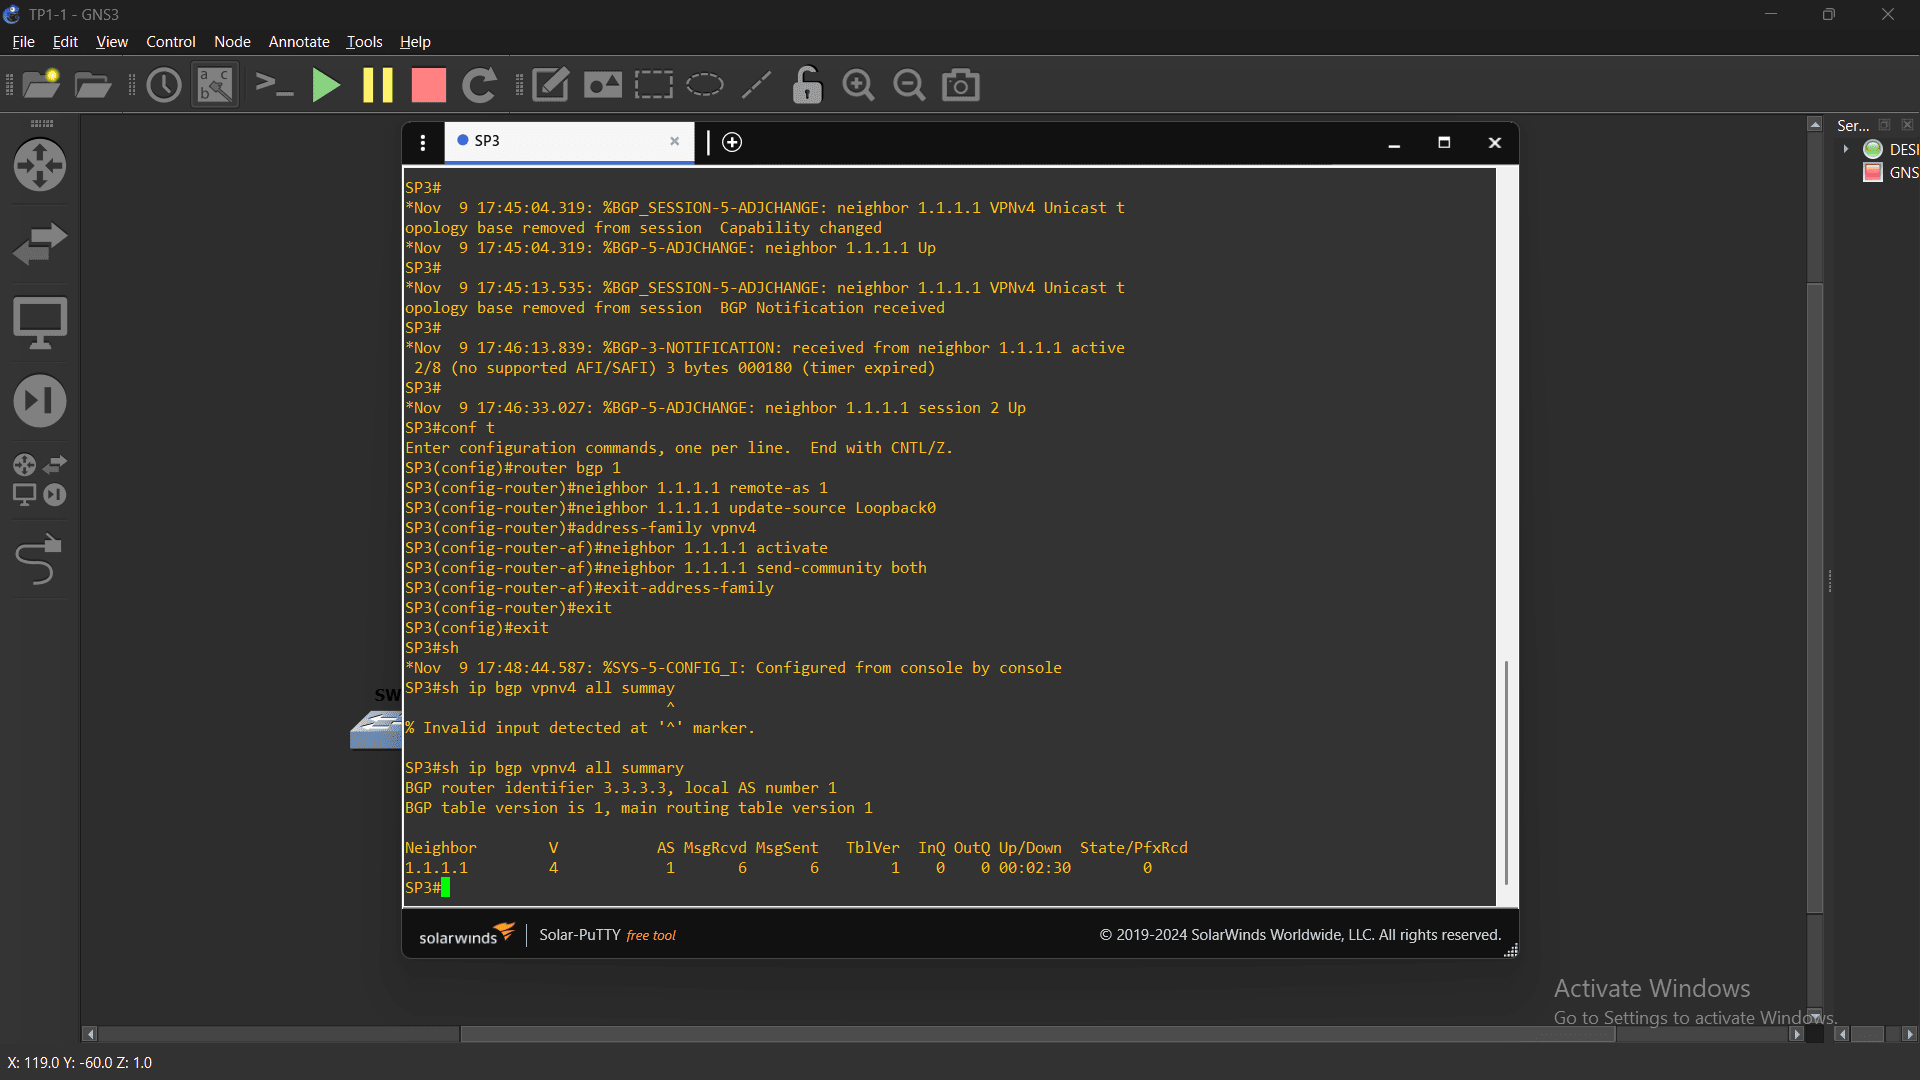 TP1-1 - GNS3
File Edit View Control Node Annotate Tools Help
a c
b
Ser...
DESI
GNS
SP3
SP3#
*Nov  9 17:45:04.319: %BGP_SESSION-5-ADJCHANGE: neighbor 1.1.1.1 VPNv4 Unicast t
opology base removed from session  Capability changed
*Nov  9 17:45:04.319: %BGP-5-ADJCHANGE: neighbor 1.1.1.1 Up
SP3#
*Nov  9 17:45:13.535: %BGP_SESSION-5-ADJCHANGE: neighbor 1.1.1.1 VPNv4 Unicast t
opology base removed from session  BGP Notification received
SP3#
*Nov  9 17:46:13.839: %BGP-3-NOTIFICATION: received from neighbor 1.1.1.1 active
 2/8 (no supported AFI/SAFI) 3 bytes 000180 (timer expired)
SP3#
*Nov  9 17:46:33.027: %BGP-5-ADJCHANGE: neighbor 1.1.1.1 session 2 Up
SP3#conf t
Enter configuration commands, one per line.  End with CNTL/Z.
SP3(config)#router bgp 1
SP3(config-router)#neighbor 1.1.1.1 remote-as 1
SP3(config-router)#neighbor 1.1.1.1 update-source Loopback0
SP3(config-router)#address-family vpnv4
SP3(config-router-af)#neighbor 1.1.1.1 activate
SP3(config-router-af)#neighbor 1.1.1.1 send-community both
SP3(config-router-af)#exit-address-family
SP3(config-router)#exit
SP3(config)#exit
SP3#sh
*Nov  9 17:48:44.587: %SYS-5-CONFIG_I: Configured from console by console
SP3#sh ip bgp vpnv4 all summay
^
% Invalid input detected at '^' marker.
SP3#sh ip bgp vpnv4 all summary
BGP router identifier 3.3.3.3, local AS number 1
BGP table version is 1, main routing table version 1
Neighbor        V           AS MsgRcvd MsgSent   TblVer  InQ OutQ Up/Down  State/PfxRcd
1.1.1.1         4            1       6       6        1    0    0 00:02:30        0
SP3#
SW
solarwinds Solar-PuTTY free tool © 2019-2024 SolarWinds Worldwide, LLC. All rights reserved.
Activate Windows
Go to Settings to activate Windows.
X: 119.0 Y: -60.0 Z: 1.0